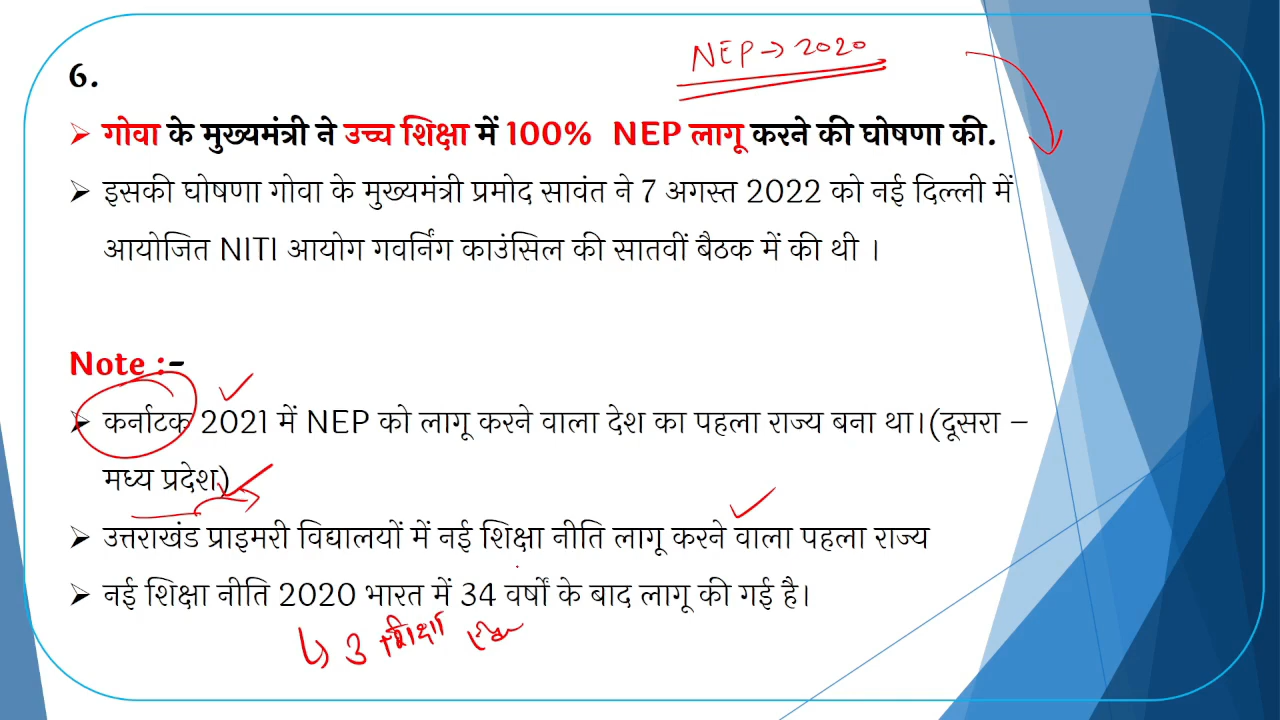 NEP → 2020
6.
➢ गोवा के मुख्यमंत्री ने उच्च शिक्षा में 100% NEP लागू करने की घोषणा की.
➢ इसकी घोषणा गोवा के मुख्यमंत्री प्रमोद सावंत ने 7 अगस्त 2022 को नई दिल्ली में
आयोजित NITI आयोग गवर्निंग काउंसिल की सातवीं बैठक में की थी ।
Note :-
➢ कर्नाटक 2021 में NEP को लागू करने वाला देश का पहला राज्य बना था।(दूसरा –
मध्य प्रदेश)
➢ उत्तराखंड प्राइमरी विद्यालयों में नई शिक्षा नीति लागू करने वाला पहला राज्य
➢ नई शिक्षा नीति 2020 भारत में 34 वर्षों के बाद लागू की गई है।
3 शिक्षा